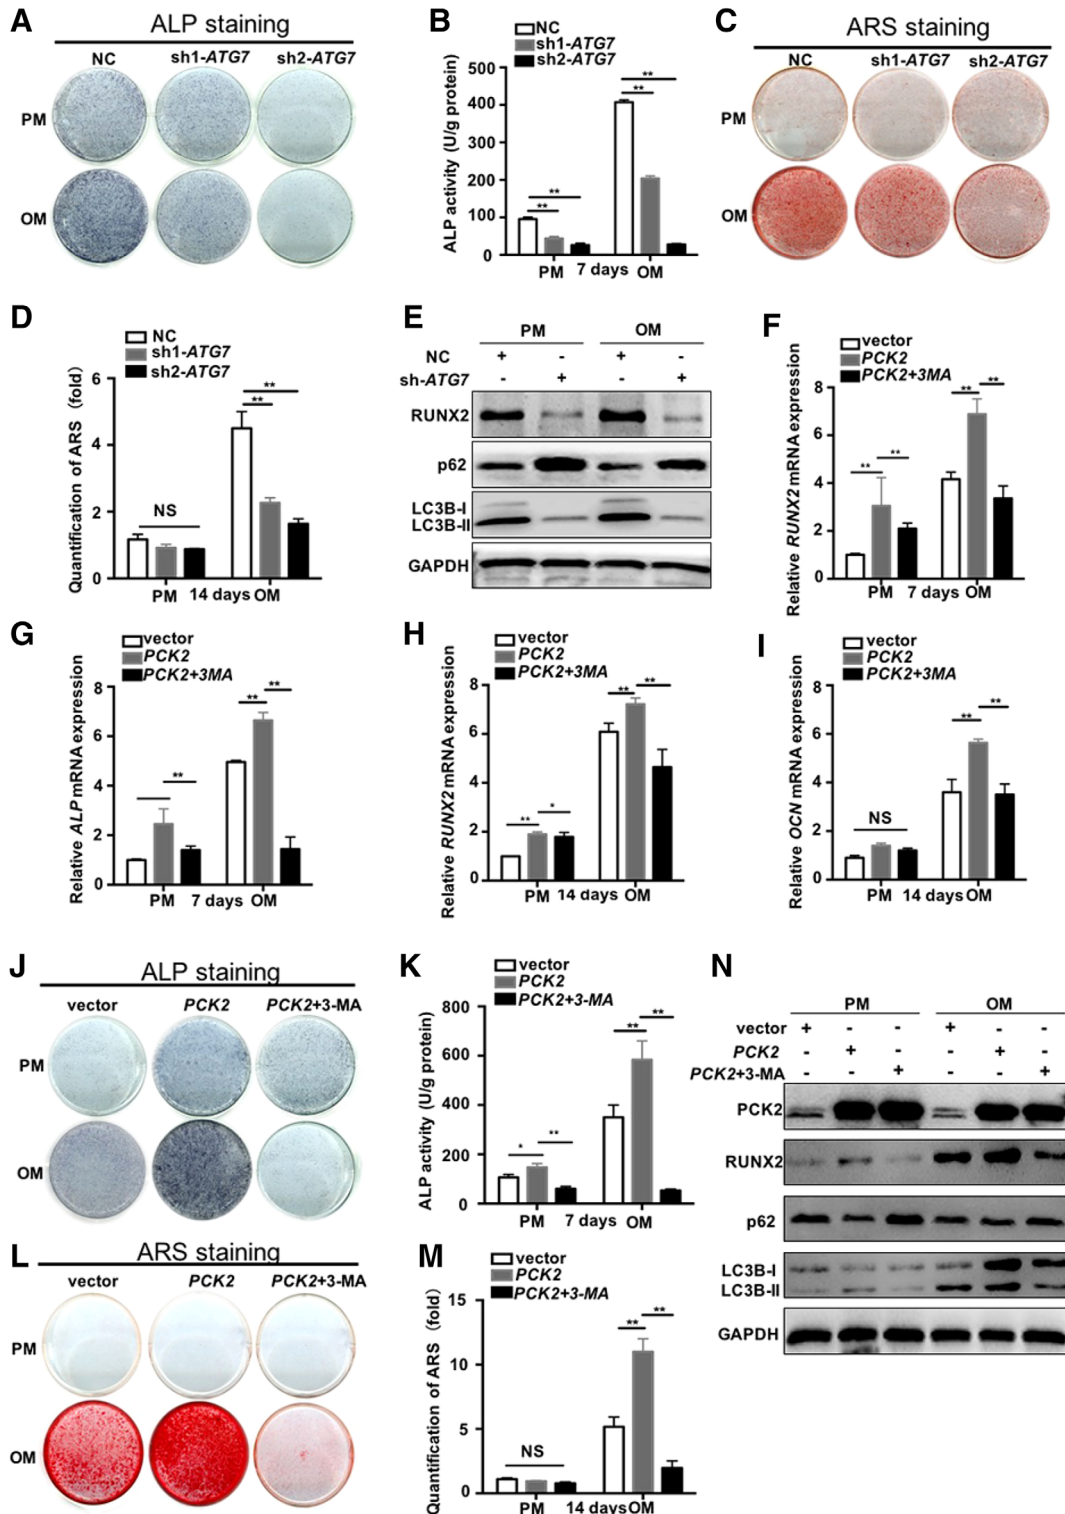 A
ALP staining
NC sh1-ATG7 sh2-ATG7
PM
OM
B
NC
sh1-ATG7
sh2-ATG7
ALP activity (U/g protein)
500
400
300
200
100
0
** ** ** **
PM 7 days OM
C
ARS staining
NC sh1-ATG7 sh2-ATG7
PM
OM
D
NC
sh1-ATG7
sh2-ATG7
Quantification of ARS (fold)
6
4
2
0
NS ** **
PM 14 days OM
E
PM OM
NC + - + -
sh-ATG7 - + - +
RUNX2
p62
LC3B-I
LC3B-II
GAPDH
F
vector
PCK2
PCK2+3MA
Relative RUNX2 mRNA expression
8
6
4
2
0
** ** ** **
PM 7 days OM
G
vector
PCK2
PCK2+3MA
Relative ALP mRNA expression
8
6
4
2
0
** ** **
PM 7 days OM
H
vector
PCK2
PCK2+3MA
Relative RUNX2 mRNA expression
8
6
4
2
0
** * ** **
PM 14 days OM
I
vector
PCK2
PCK2+3MA
Relative OCN mRNA expression
8
6
4
2
0
NS ** **
PM 14 days OM
J
ALP staining
vector PCK2 PCK2+3-MA
PM
OM
K
vector
PCK2
PCK2+3-MA
ALP activity (U/g protein)
800
600
400
200
0
* ** ** **
PM 7 days OM
L
ARS staining
vector PCK2 PCK2+3-MA
PM
OM
M
vector
PCK2
PCK2+3-MA
Quantification of ARS (fold)
15
10
5
0
NS ** **
PM 14 days OM
N
PM OM
vector + - - + - -
PCK2 - + - - + -
PCK2+3-MA - - + - - +
PCK2
RUNX2
p62
LC3B-I
LC3B-II
GAPDH